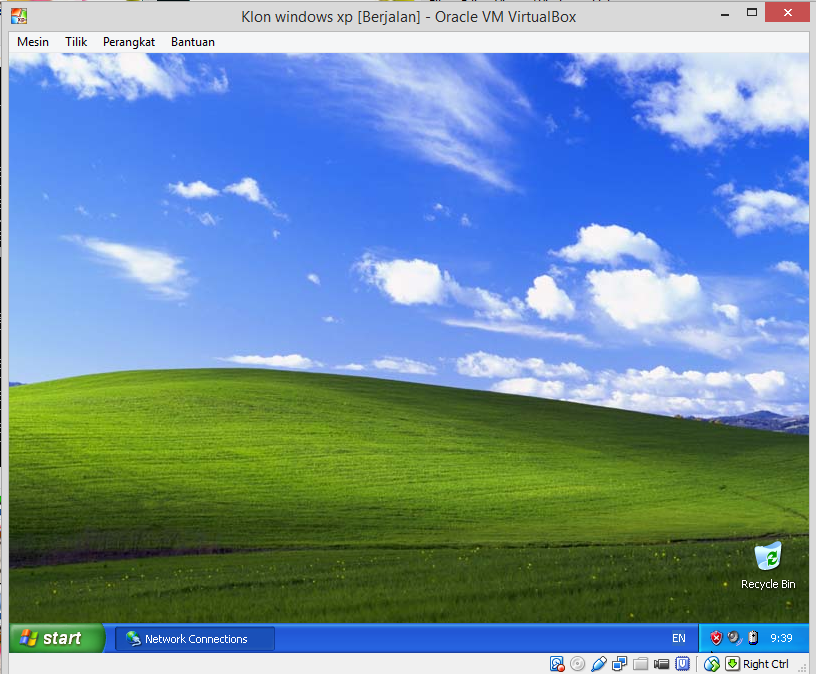 Klon windows xp [Berjalan] - Oracle VM VirtualBox
Mesin Tilik Perangkat Bantuan
Recycle Bin
start Network Connections EN 9:39
Right Ctrl